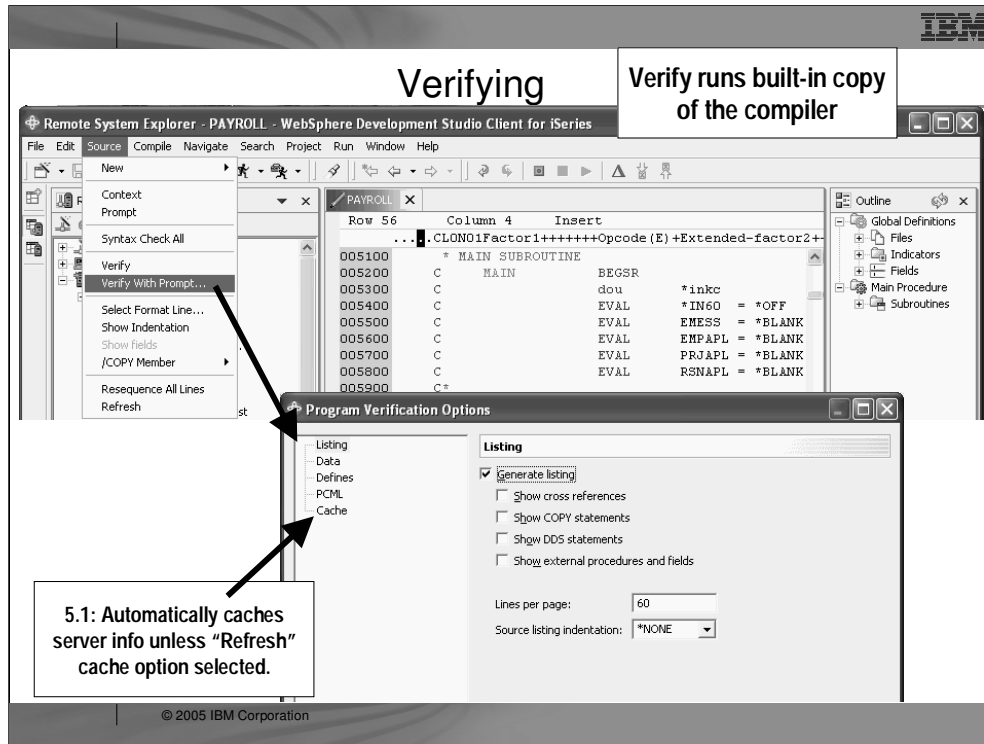 IBM
Verifying
Verify runs built-in copy
of the compiler
Remote System Explorer - PAYROLL - WebSphere Development Studio Client for iSeries
File Edit Source Compile Navigate Search Project Run Window Help
New
Context
Prompt
Syntax Check All
Verify
Verify With Prompt...
Select Format Line...
Show Indentation
Show fields
/COPY Member
Resequence All Lines
Refresh
st
PAYROLL
Row 56 Column 4 Insert
.....CLON01Factor1+++++++Opcode(E)+Extended-factor2+-
005100 * MAIN SUBROUTINE
005200 C MAIN BEGSR
005300 C dou *inkc
005400 C EVAL *IN60 = *OFF
005500 C EVAL EMESS = *BLANK
005600 C EVAL EMPAPL = *BLANK
005700 C EVAL PRJAPL = *BLANK
005800 C EVAL RSNAPL = *BLANK
005900 C*
Outline
Global Definitions
Files
Indicators
Fields
Main Procedure
Subroutines
Program Verification Options
Listing
Data
Defines
PCML
Cache
Listing
Generate listing
Show cross references
Show COPY statements
Show DDS statements
Show external procedures and fields
Lines per page: 60
Source listing indentation: *NONE
5.1: Automatically caches
server info unless “Refresh”
cache option selected.
© 2005 IBM Corporation